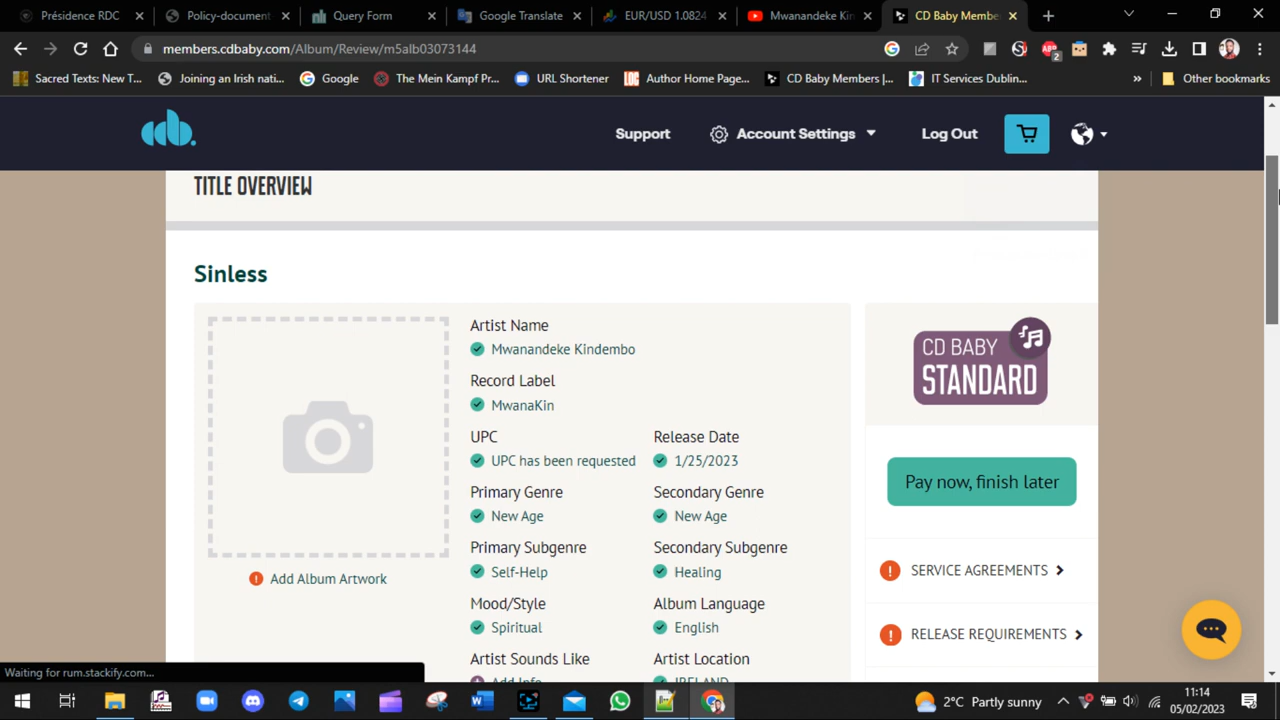 Présidence RDC
Policy-document
Query Form
Google Translate
EUR/USD 1.0824
Mwanandeke Kin
CD Baby Membe
members.cdbaby.com/Album/Review/m5alb03073144
2
Sacred Texts: New T...
Joining an Irish nati...
Google
The Mein Kampf Pr...
URL Shortener
Author Home Page...
CD Baby Members |...
IT Services Dublin...
»
Other bookmarks
Support
Account Settings
Log Out
TITLE OVERVIEW
Sinless
Artist Name
Mwanandeke Kindembo
Record Label
MwanaKin
UPC
Release Date
UPC has been requested
1/25/2023
Primary Genre
Secondary Genre
New Age
New Age
Primary Subgenre
Secondary Subgenre
Self-Help
Healing
Mood/Style
Album Language
Spiritual
English
Artist Sounds Like
Artist Location
Add Info
IRELAND
Add Album Artwork
CD BABY
STANDARD
Pay now, finish later
SERVICE AGREEMENTS
RELEASE REQUIREMENTS
Waiting for rum.stackify.com...
2°C Partly sunny
11:14
05/02/2023